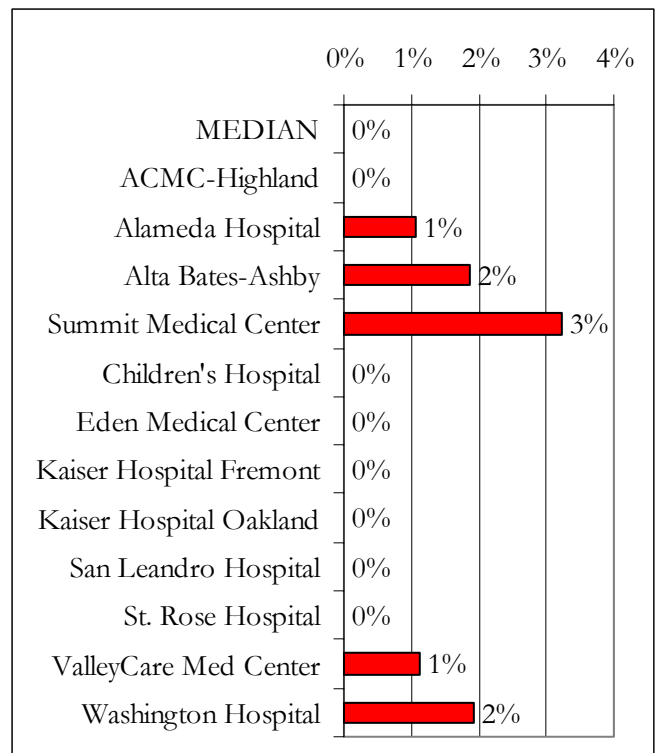 0% 1% 2% 3% 4%
MEDIAN 0%
ACMC-Highland 0%
Alameda Hospital 1%
Alta Bates-Ashby 2%
Summit Medical Center 3%
Children's Hospital 0%
Eden Medical Center 0%
Kaiser Hospital Fremont 0%
Kaiser Hospital Oakland 0%
San Leandro Hospital 0%
St. Rose Hospital 0%
ValleyCare Med Center 1%
Washington Hospital 2%